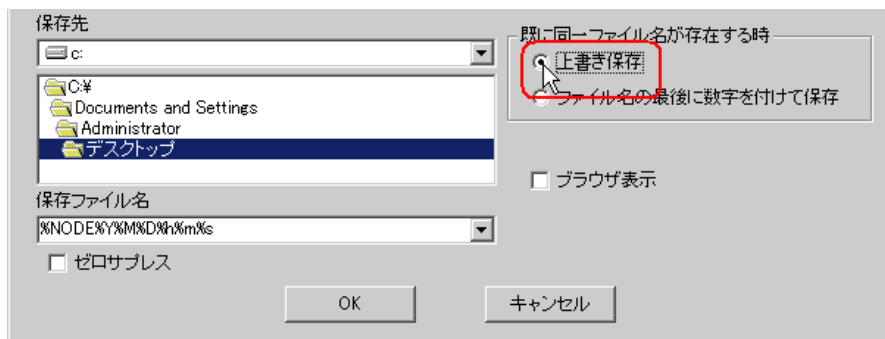 保存先
c:
C:¥
Documents and Settings
Administrator
デスクトップ
保存ファイル名
%NODE%Y%M%D%h%m%s
ゼロサプレス
既に同一ファイル名が存在する時
上書き保存
ファイル名の最後に数字を付けて保存
ブラウザ表示
OK
キャンセル